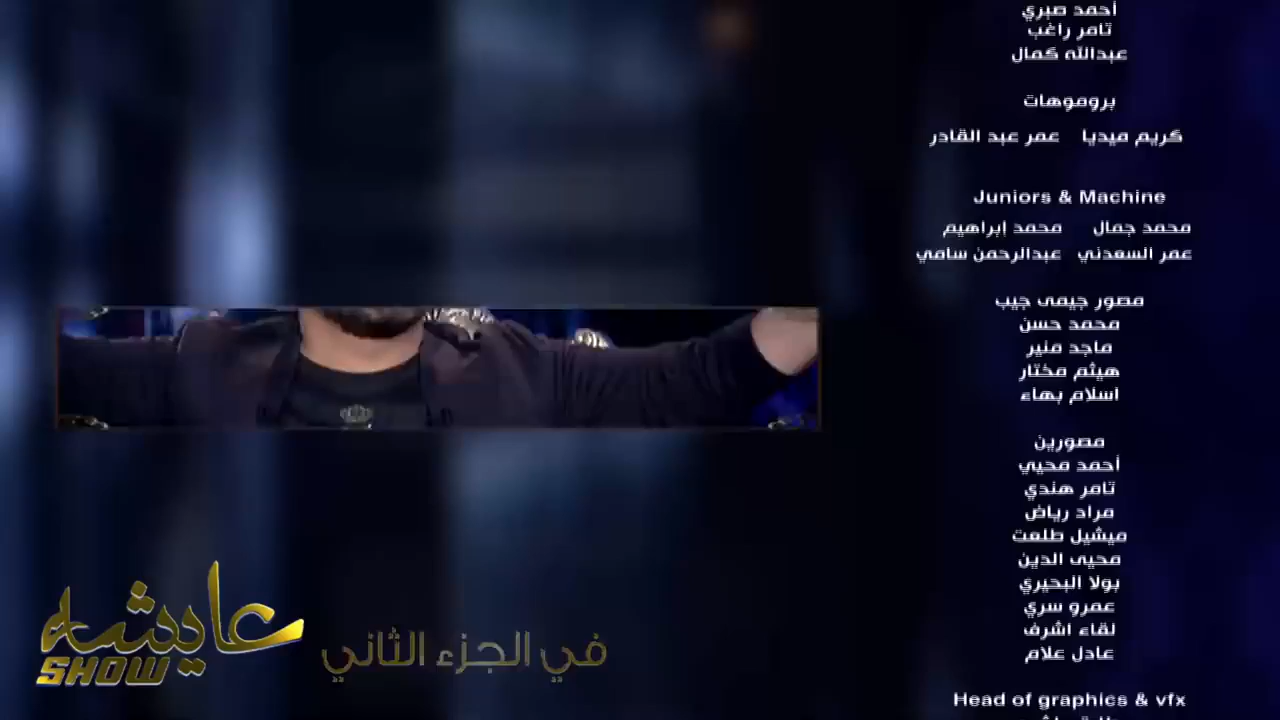 أحمد صبري
تامر راغب
عبدالله كمال
بروموهات
كريم ميديا عمر عبد القادر
Juniors & Machine
محمد جمال محمد إبراهيم
عمر السعدني عبدالرحمن سامي
مصور جيمى جيب
محمد حسن
ماجد منير
هيثم مختار
اسلام بهاء
مصورين
أحمد محيي
تامر هندي
مراد رياض
ميشيل طلعت
محيى الدين
بولا البحيري
عمرو سري
لقاء اشرف
عادل علام
Head of graphics & vfx
عايشه
SHOW
في الجزء الثاني